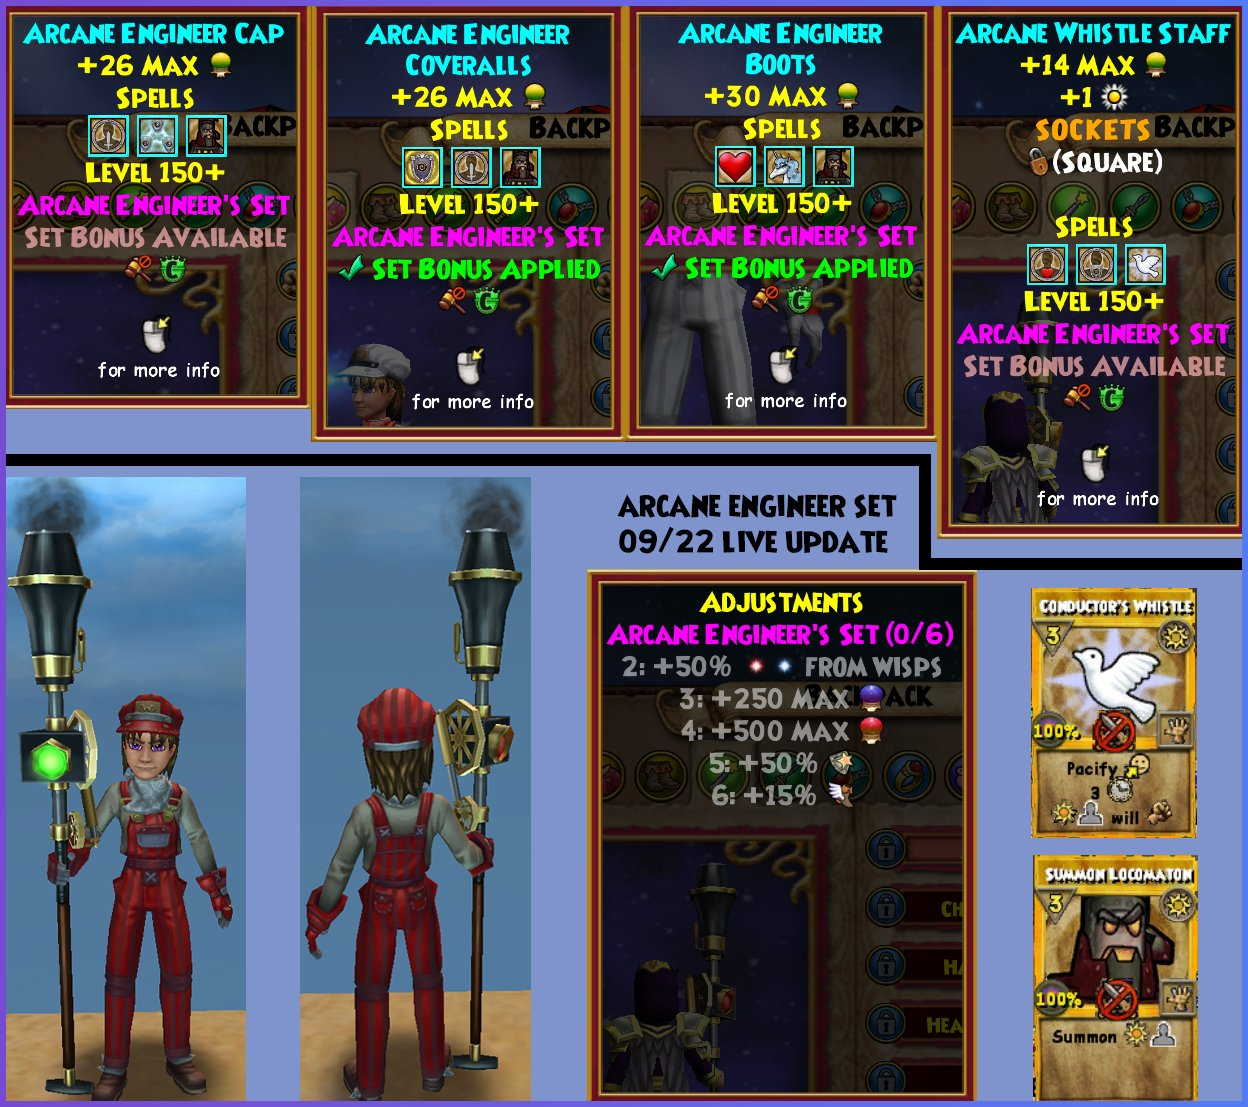 ARCANE ENGINEER CAP
+26 MAX
SPELLS
BACKP
LEVEL 150+
ARCANE ENGINEER'S SET
SET BONUS AVAILABLE
for more info
ARCANE ENGINEER
COVERALLS
+26 MAX
SPELLS BACKP
LEVEL 150+
ARCANE ENGINEER'S SET
SET BONUS APPLIED
for more info
ARCANE ENGINEER
BOOTS
+30 MAX
SPELLS BACKP
LEVEL 150+
ARCANE ENGINEER'S SET
SET BONUS APPLIED
for more info
ARCANE WHISTLE STAFF
+14 MAX
+1
SOCKETS BACKP
(SQUARE)
SPELLS
LEVEL 150+
ARCANE ENGINEER'S SET
SET BONUS AVAILABLE
for more info
ARCANE ENGINEER SET
09/22 LIVE UPDATE
ADJUSTMENTS
ARCANE ENGINEER'S SET (0/6)
2: +50% FROM WISPS
3: +250 MAX
4: +500 MAX
5: +50%
6: +15%
CH
HA
HEA
CONDUCTOR'S WHISTLE
3
100%
Pacify
3
will
SUMMON LOCOMATON
3
100%
Summon
W